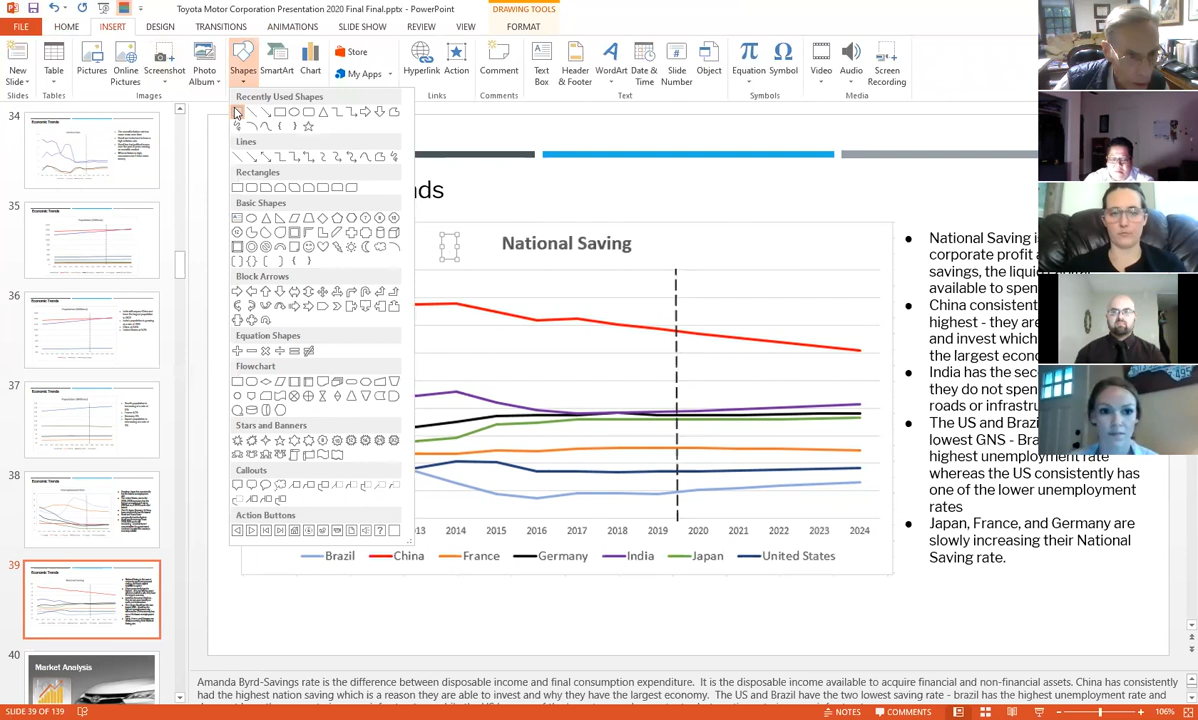 Toyota Motor Corporation Presentation 2020 Final Final.pptx - PowerPoint
DRAWING TOOLS
FILE HOME INSERT DESIGN TRANSITIONS ANIMATIONS SLIDE SHOW REVIEW VIEW FORMAT
New Slide
Table
Pictures
Online Pictures
Screenshot
Photo Album
Shapes
SmartArt
Chart
Store
My Apps
Hyperlink
Action
Comment
Text Box
Header & Footer
WordArt
Date & Time
Slide Number
Object
Equation
Symbol
Video
Audio
Screen Recording
Slides Tables Images Links Comments Text Symbols Media
Recently Used Shapes
Lines
Rectangles
Basic Shapes
Block Arrows
Equation Shapes
Flowchart
Stars and Banners
Callouts
Action Buttons
34
35
Economic Trends
36
Economic Trends
37
Economic Trends
38
Economic Trends
39
Economic Trends
40
Market Analysis
nds
National Saving
2014 2015 2016 2017 2018 2019 2020 2021 2022 2023 2024
Brazil China France Germany India Japan United States
National Saving i
corporate profit
savings, the liqui
available to spen
China consistent
highest - they are
and invest which
the largest econo
India has the sec
they do not spen
roads or infrastru
The US and Brazi
lowest GNS - Bra
highest unemployment rate
whereas the US consistently has
one of the lower unemployment
rates
Japan, France, and Germany are
slowly increasing their National
Saving rate.
Amanda Byrd-Savings rate is the difference between disposable income and final consumption expenditure. It is the disposable income available to acquire financial and non-financial assets. China has consistently
had the highest nation saving which is a reason they are able to invest and why they have the largest economy. The US and Brazil have the two lowest saving rate - brazil has the highest unemployment rate and
SLIDE 39 OF 139
NOTES COMMENTS 106%